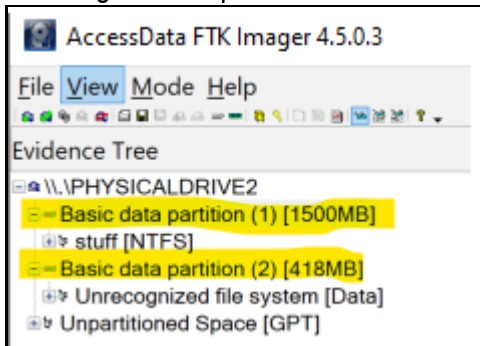 AccessData FTK Imager 4.5.0.3
File View Mode Help
Evidence Tree
\\.\PHYSICALDRIVE2
Basic data partition (1) [1500MB]
stuff [NTFS]
Basic data partition (2) [418MB]
Unrecognized file system [Data]
Unpartitioned Space [GPT]